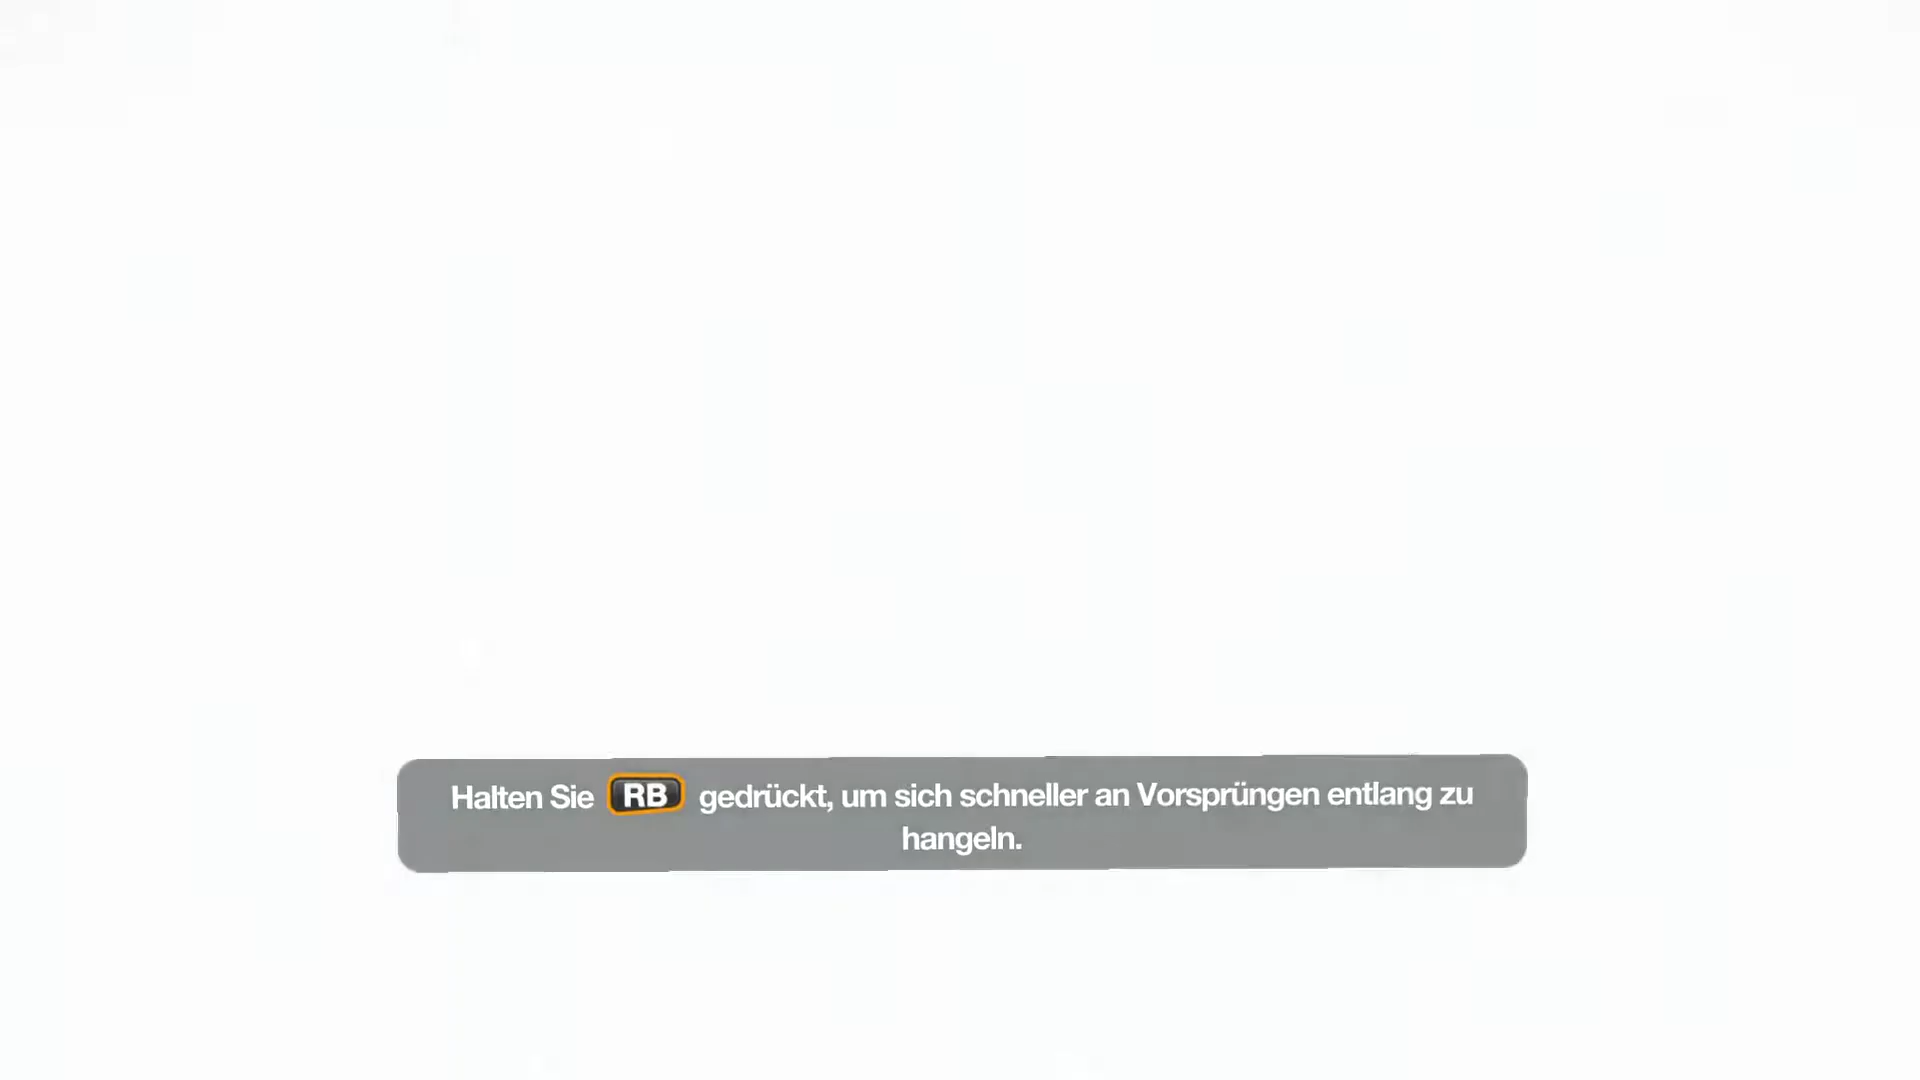 Halten Sie RB gedrückt, um sich schneller an Vorsprüngen entlang zu
hangeln.